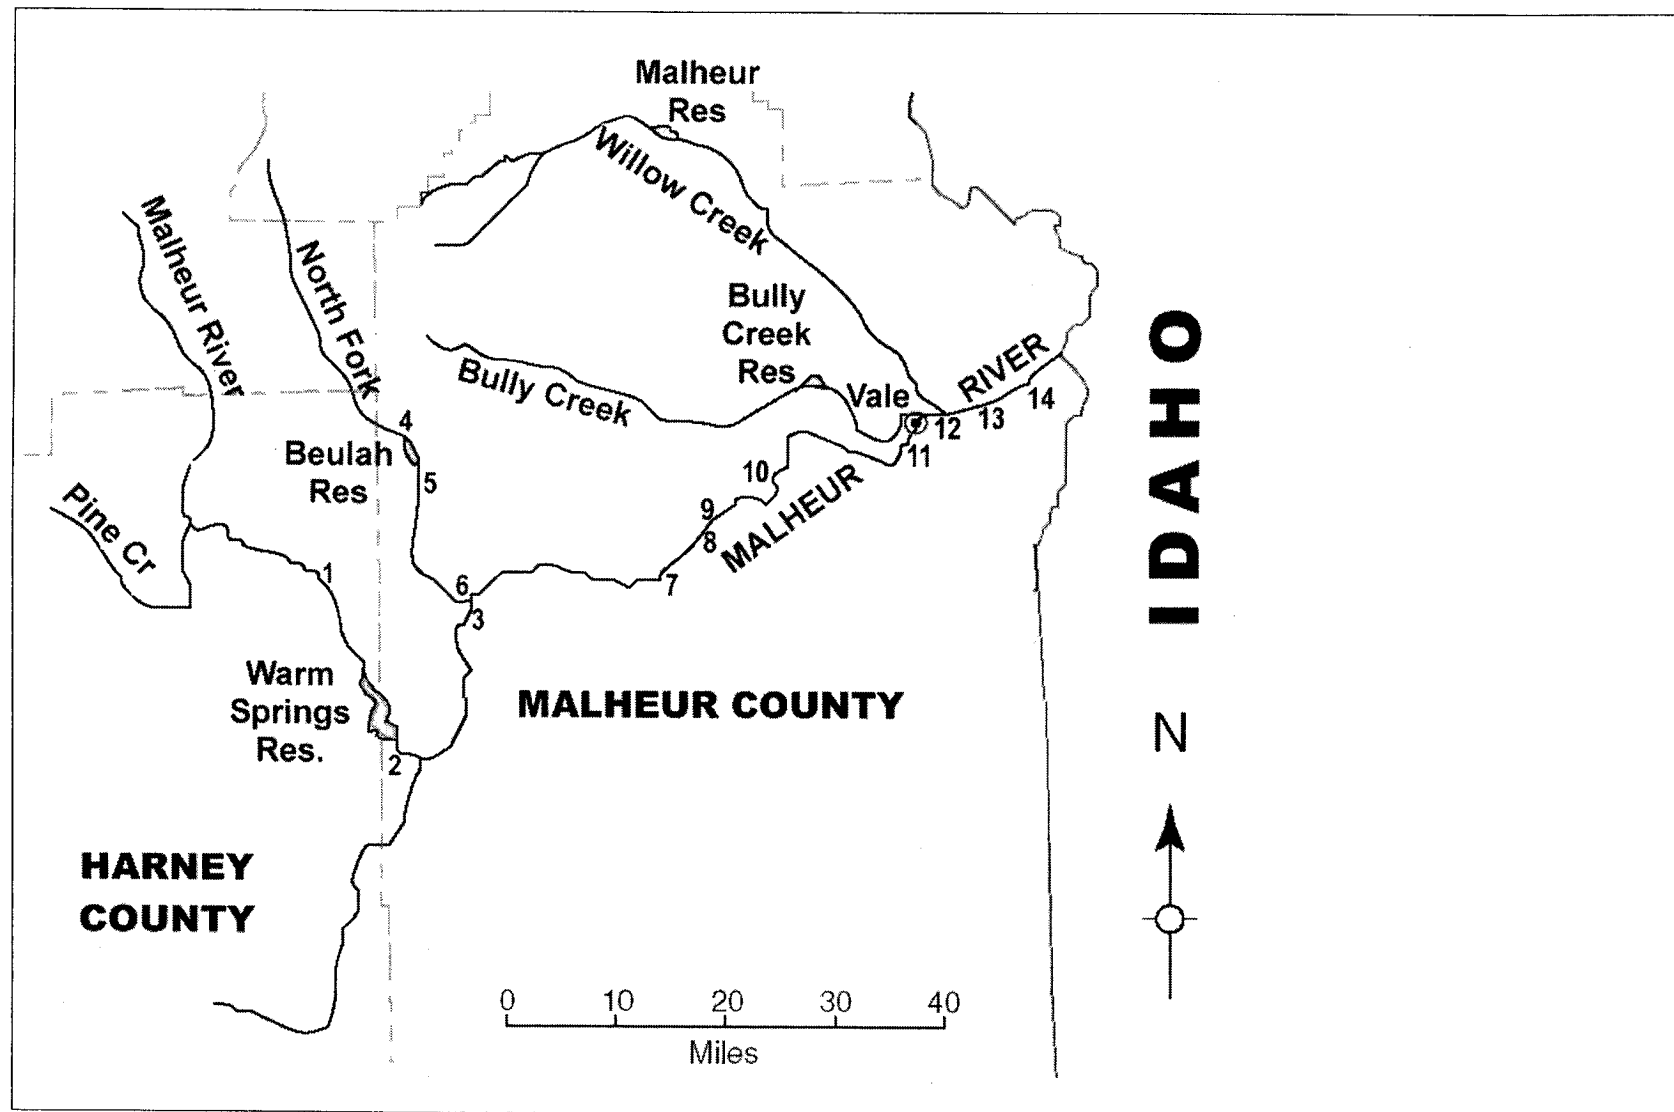 Malheur
Res
Willow Creek
Malheur River
North Fork
Bully
Creek
Res
Bully Creek
Vale
RIVER
14
13
12
11
4
Beulah
Res
5
10
9
8
MALHEUR
7
Pine Cr
1
6
3
Warm
Springs
Res.
2
MALHEUR COUNTY
IDAHO
N
HARNEY
COUNTY
0 10 20 30 40
Miles